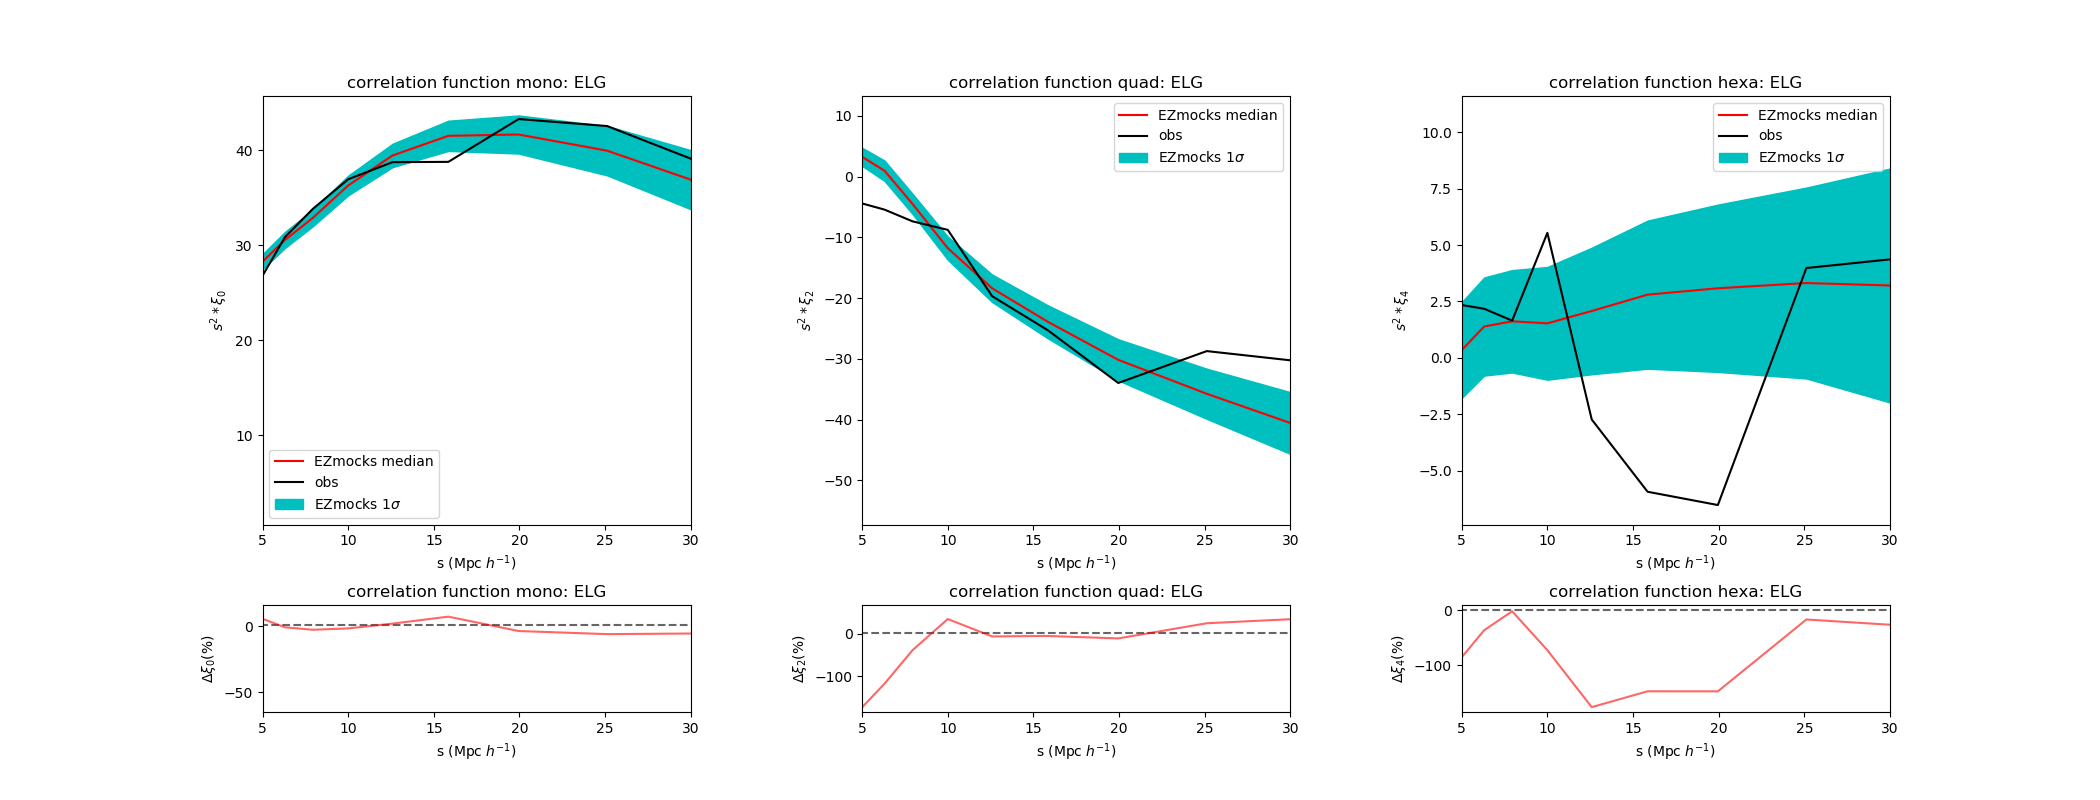 correlation function mono: ELG
40
30
20
10
s² * ξ₀
EZmocks median
obs
EZmocks 1σ
5 10 15 20 25 30
s (Mpc h⁻¹)
correlation function quad: ELG
10
0
−10
−20
−30
−40
−50
s² * ξ₂
EZmocks median
obs
EZmocks 1σ
5 10 15 20 25 30
s (Mpc h⁻¹)
correlation function hexa: ELG
10.0
7.5
5.0
2.5
0.0
−2.5
−5.0
s² * ξ₄
EZmocks median
obs
EZmocks 1σ
5 10 15 20 25 30
s (Mpc h⁻¹)
correlation function mono: ELG
0
−50
Δξ₀(%)
5 10 15 20 25 30
s (Mpc h⁻¹)
correlation function quad: ELG
0
−100
Δξ₂(%)
5 10 15 20 25 30
s (Mpc h⁻¹)
correlation function hexa: ELG
0
−100
Δξ₄(%)
5 10 15 20 25 30
s (Mpc h⁻¹)